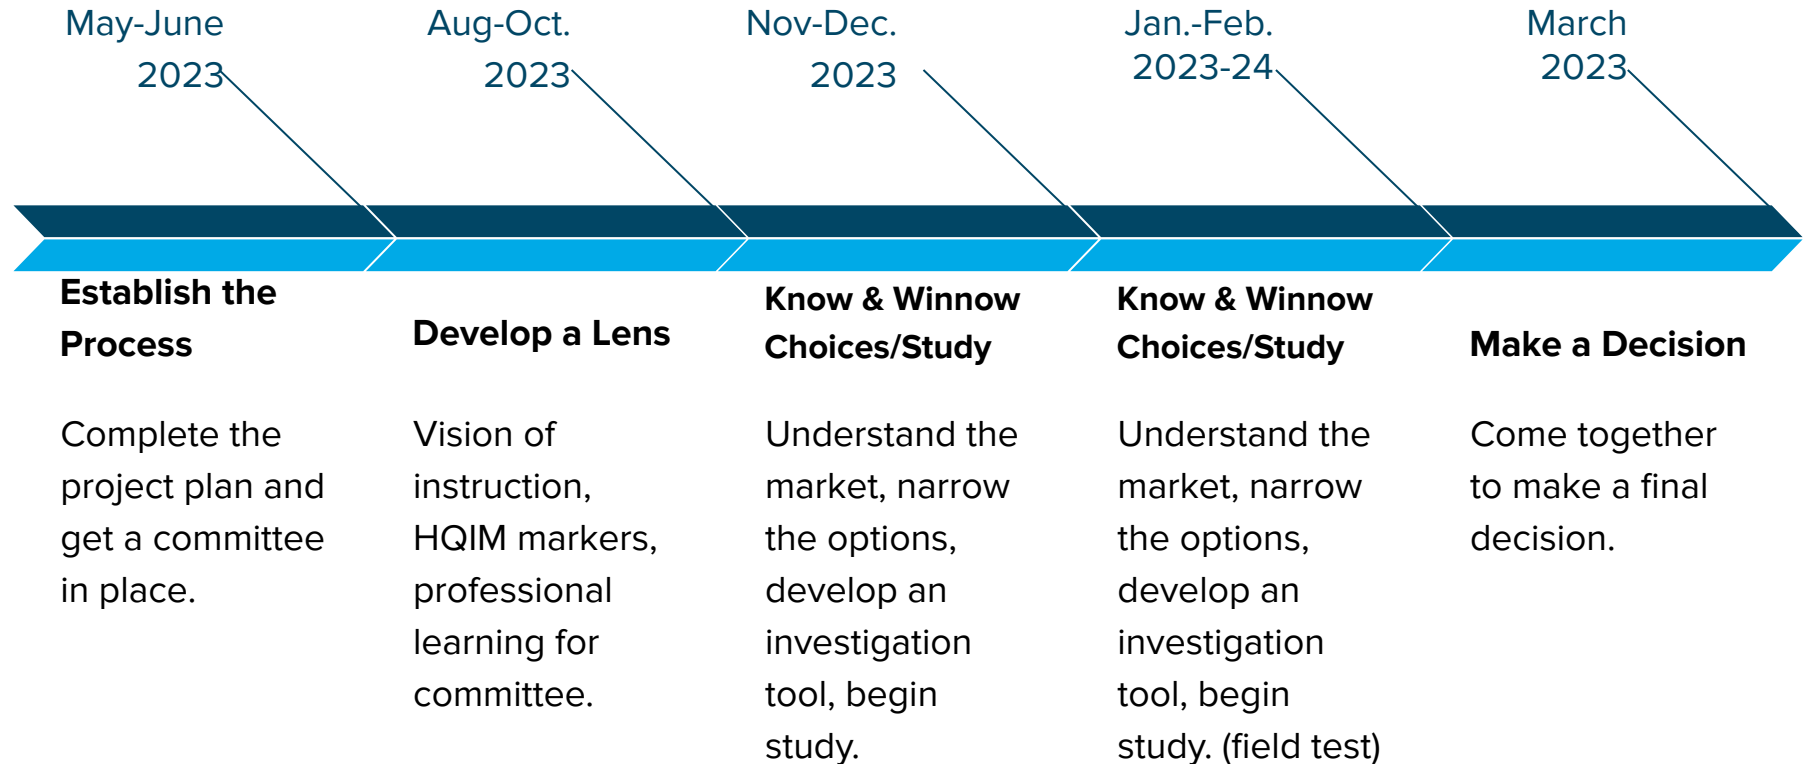 May-June
2023
Aug-Oct.
2023
Nov-Dec.
2023
Jan.-Feb.
2023-24
March
2023
Establish the
Process
Complete the
project plan and
get a committee
in place.
Develop a Lens
Vision of
instruction,
HQIM markers,
professional
learning for
committee.
Know & Winnow
Choices/Study
Understand the
market, narrow
the options,
develop an
investigation
tool, begin
study.
Know & Winnow
Choices/Study
Understand the
market, narrow
the options,
develop an
investigation
tool, begin
study. (field test)
Make a Decision
Come together
to make a final
decision.